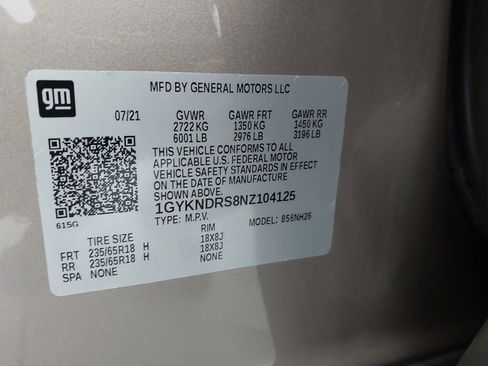 gm
MFD BY GENERAL MOTORS LLC
07/21 GVWR GAWR FRT GAWR RR
2722 KG 1350 KG 1450 KG
6001 LB 2976 LB 3196 LB
THIS VEHICLE CONFORMS TO ALL
APPLICABLE U.S. FEDERAL MOTOR
VEHICLE SAFETY STANDARDS IN EFFECT
ON THE DATE OF MANUFACTURE
SHOWN ABOVE.
1GYKNDRS8NZ104125
615G TYPE: M.P.V. MODEL: 856NH26
TIRE SIZE RIM
FRT 235/65R18 H 18X8J
RR 235/65R18 H 18X8J
SPA NONE NONE